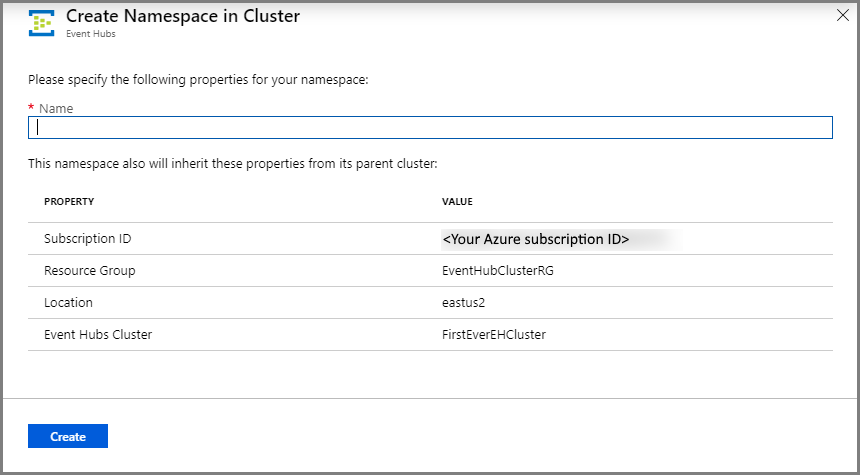 Create Namespace in Cluster
Event Hubs
Please specify the following properties for your namespace:
* Name
This namespace also will inherit these properties from its parent cluster:
PROPERTY VALUE
Subscription ID <Your Azure subscription ID>
Resource Group EventHubClusterRG
Location eastus2
Event Hubs Cluster FirstEverEHCluster
Create